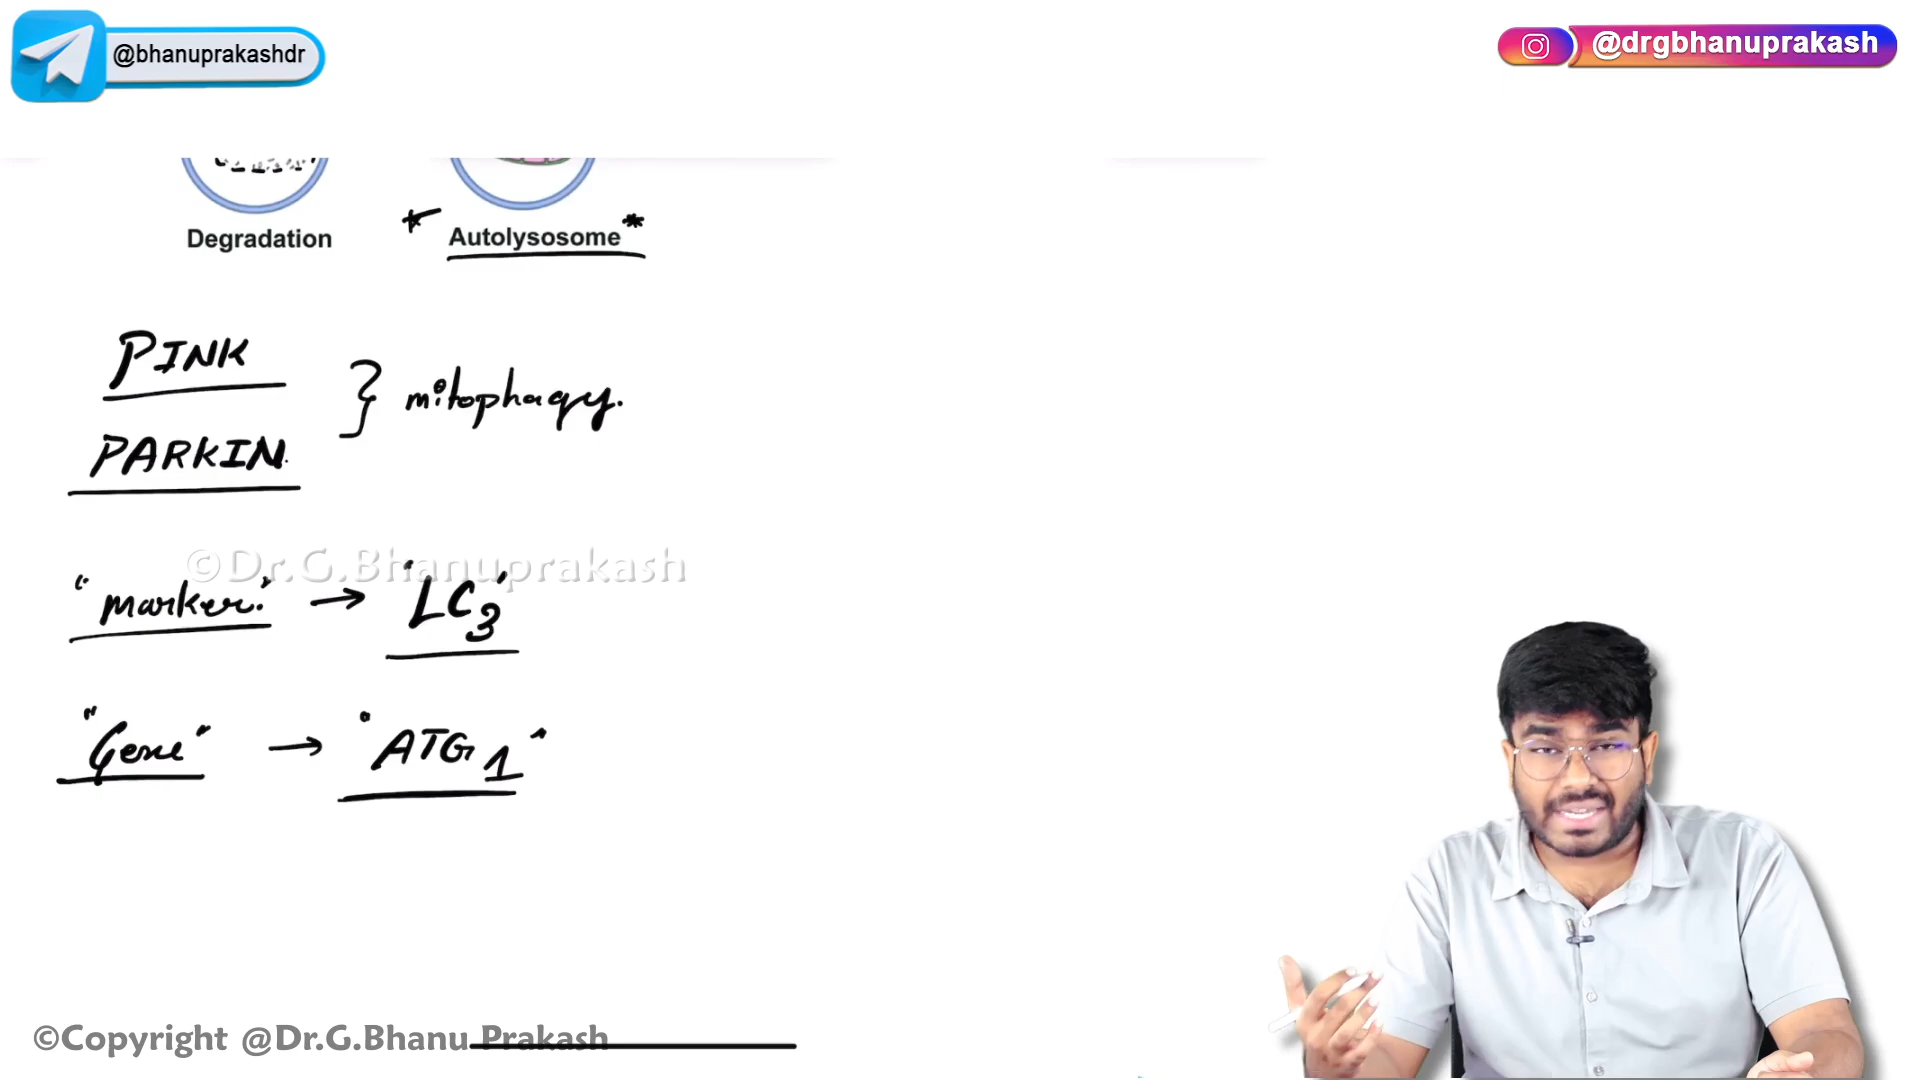 @bhanuprakashdr
@drgbhanuprakash
Degradation
* Autolysosome *
PINK
PARKIN } mitophagy.
©Dr.G.Bhanuprakash
"marker." → "LC3"
"Gene" → "ATG1"
©Copyright @Dr.G.Bhanu Prakash